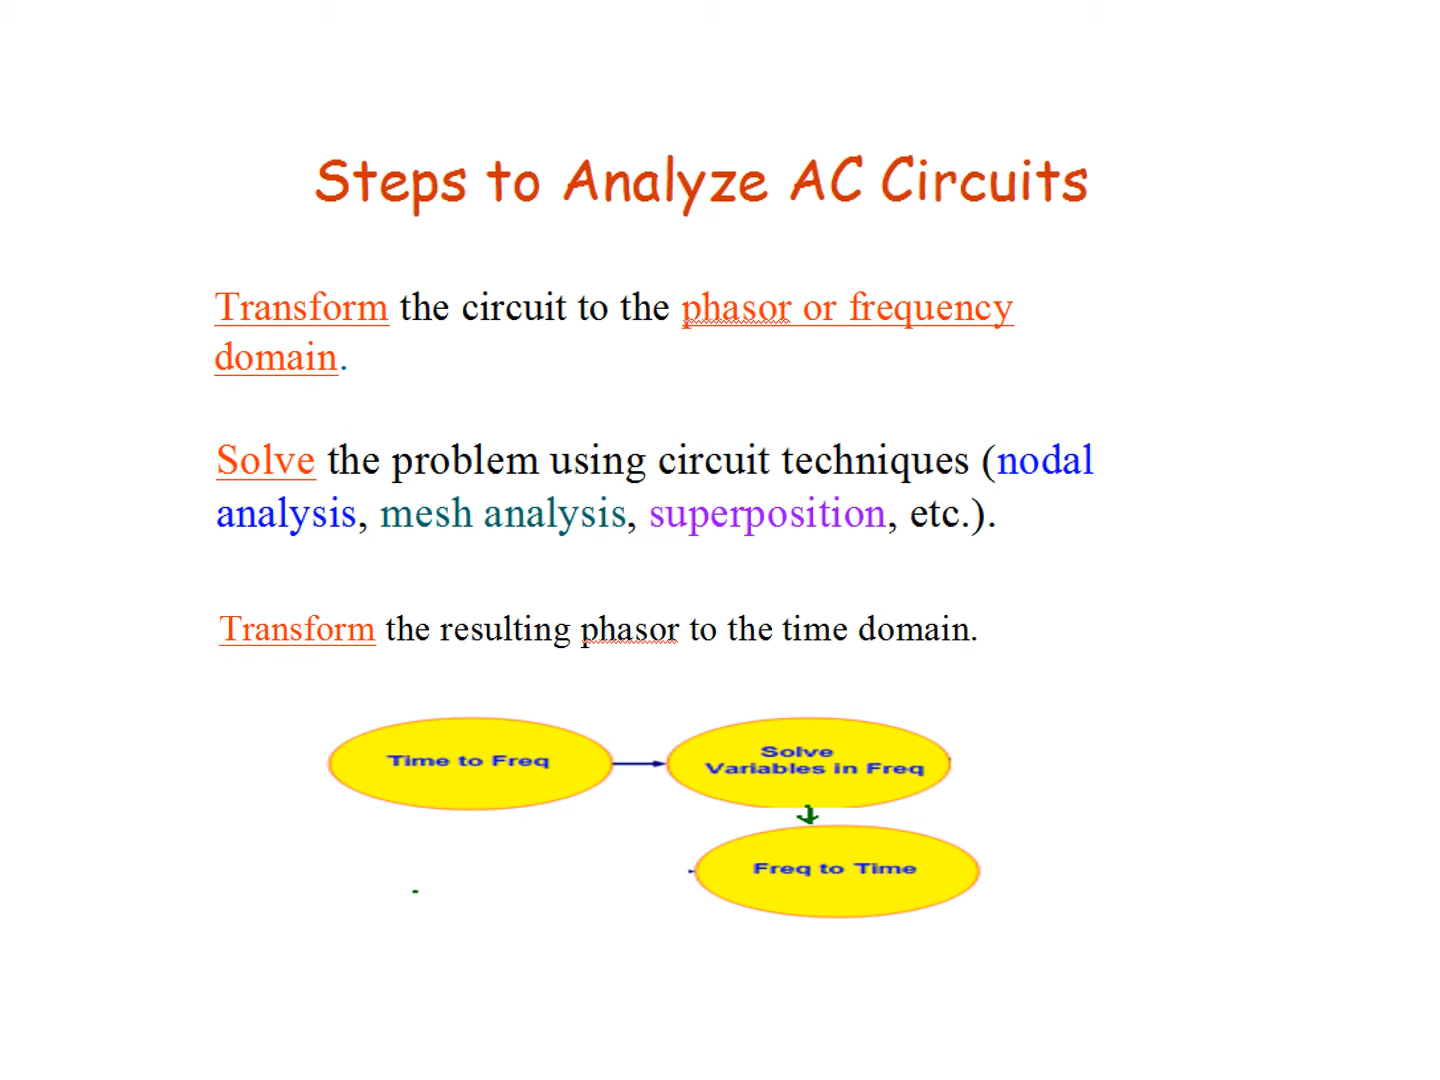 Steps to Analyze AC Circuits
Transform the circuit to the phasor or frequency
domain.
Solve the problem using circuit techniques (nodal
analysis, mesh analysis, superposition, etc.).
Transform the resulting phasor to the time domain.
Time to Freq
Solve
Variables in Freq
Freq to Time